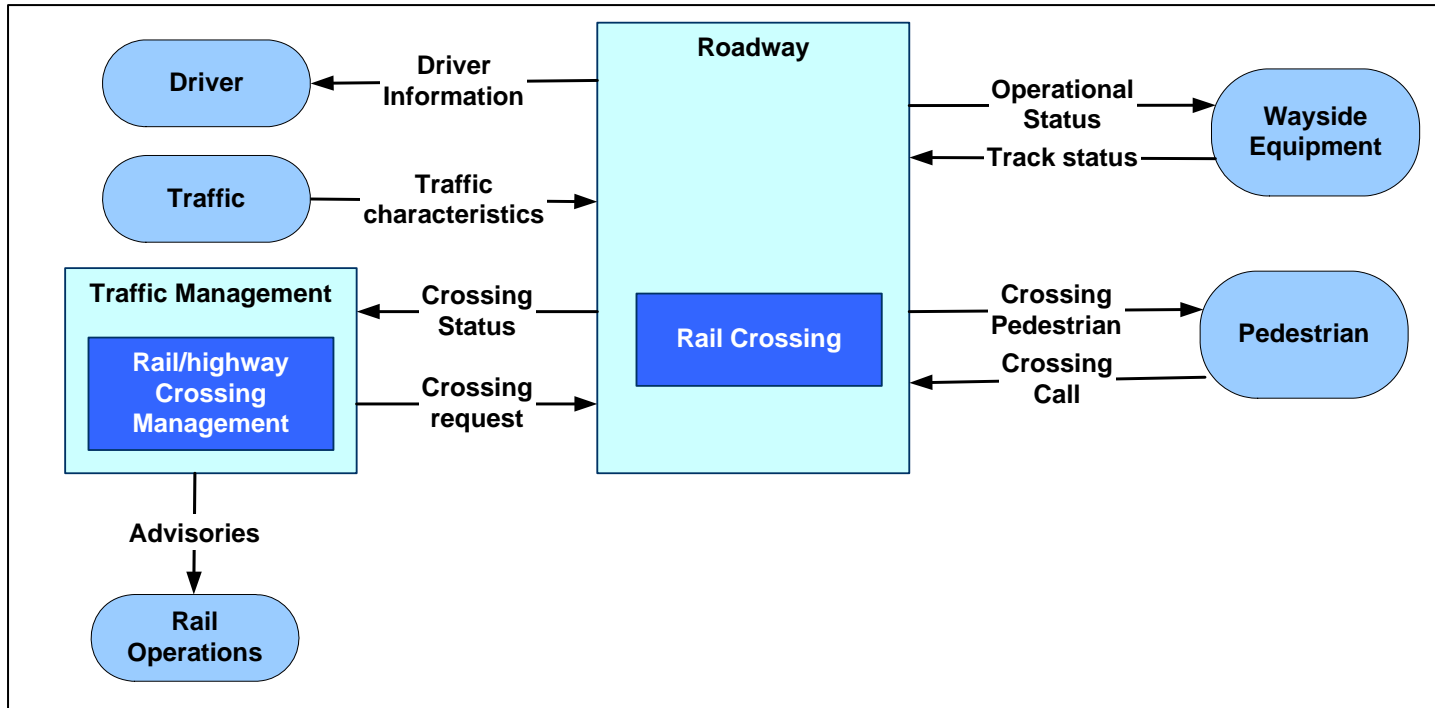 Roadway
Driver
Driver
Information
Operational
Status
Wayside
Equipment
Track status
Traffic
Traffic
characteristics
Traffic Management
Crossing
Status
Rail/highway
Crossing
Management
Crossing
request
Rail Crossing
Crossing
Pedestrian
Pedestrian
Crossing
Call
Advisories
Rail
Operations